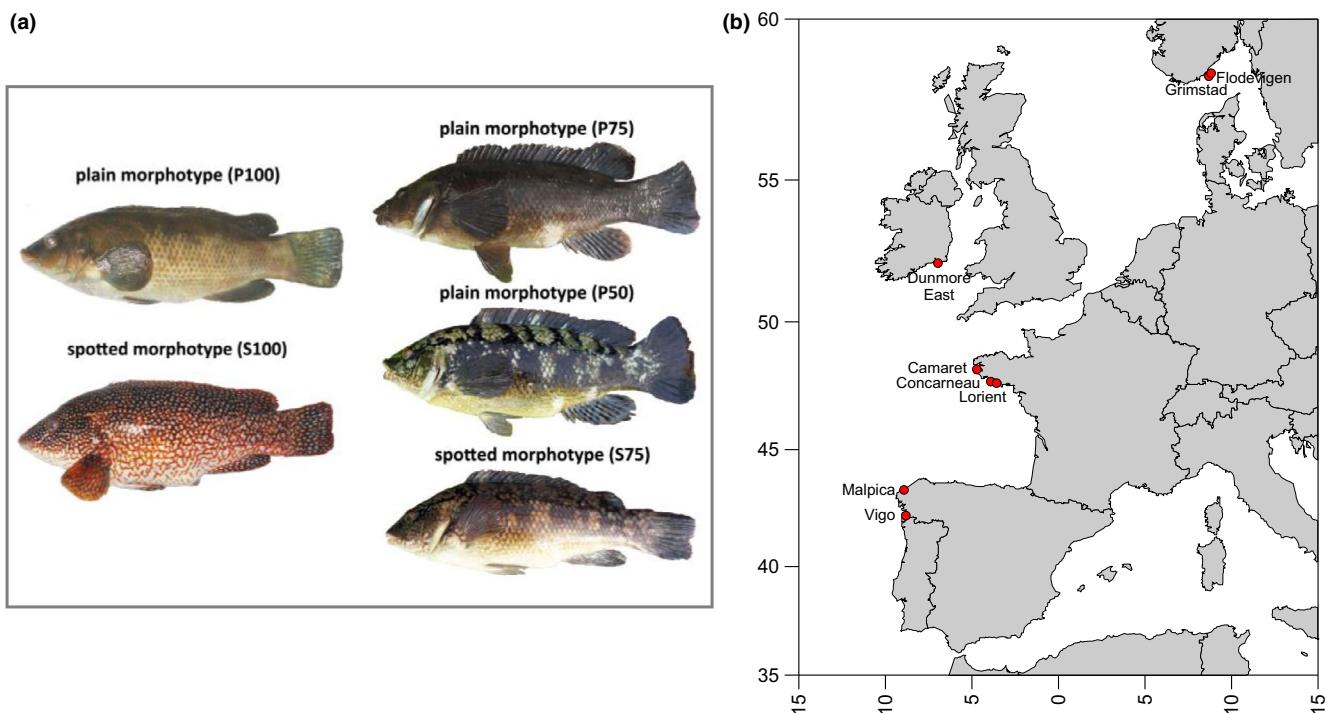 (a)
plain morphotype (P100)
spotted morphotype (S100)
plain morphotype (P75)
plain morphotype (P50)
spotted morphotype (S75)
(b)
60
55
50
45
40
35
15
10
5
0
5
10
15
Flodevigen
Grimstad
Dunmore
East
Camaret
Concarneau
Lorient
Malpica
Vigo